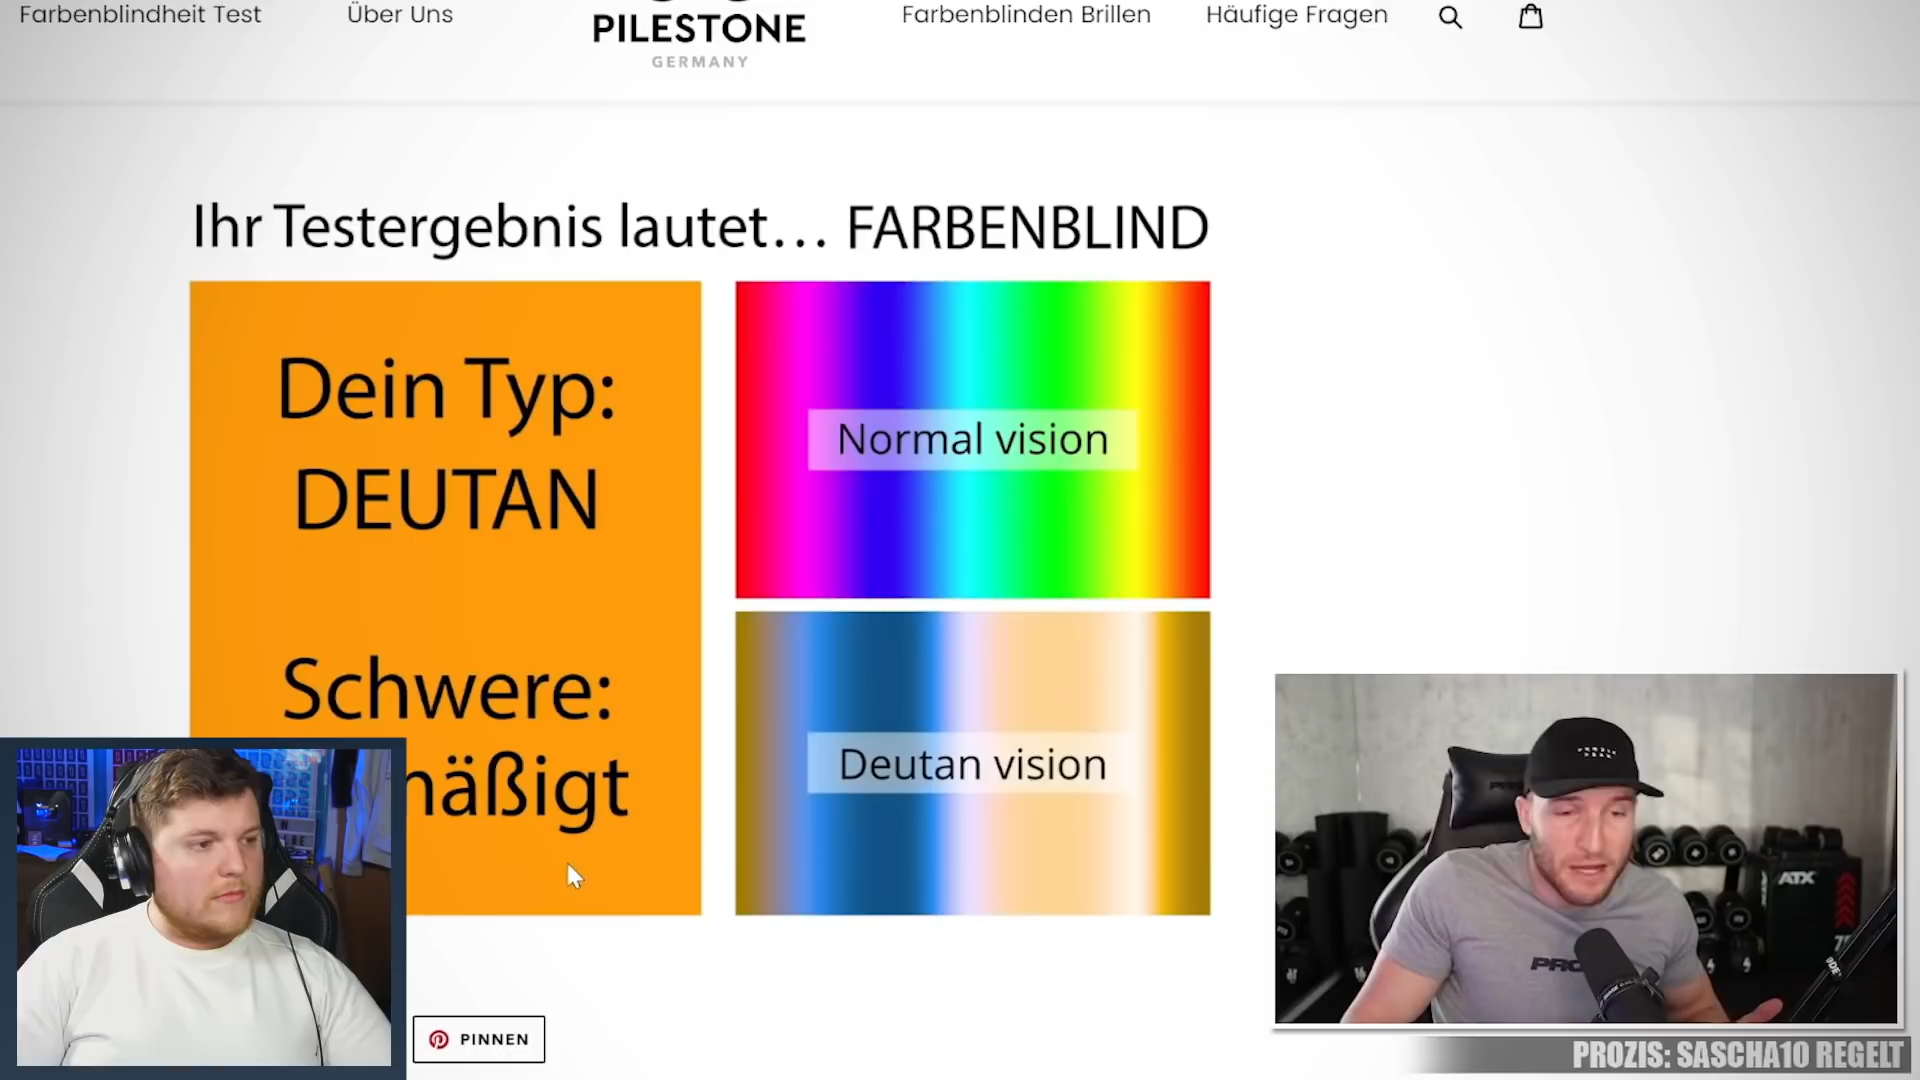 Farbenblindheit Test
Über Uns
PILESTONE
GERMANY
Farbenblinden Brillen
Häufige Fragen
Ihr Testergebnis lautet… FARBENBLIND
Dein Typ:
DEUTAN
Schwere:
mäßigt
Normal vision
Deutan vision
PINNEN
ATX
PROZIS: SASCHA10 REGELT